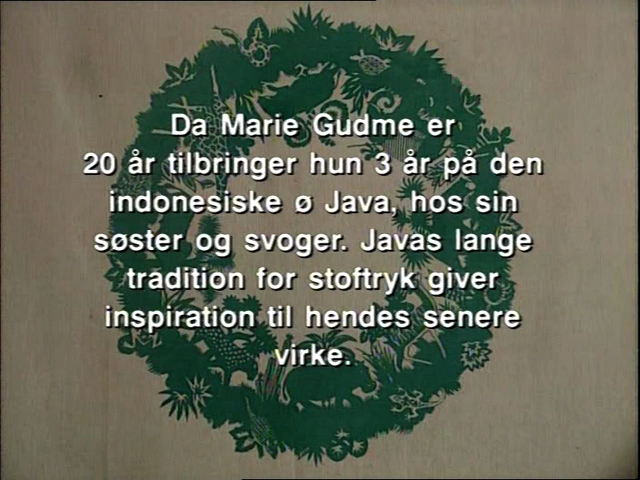 Da Marie Gudme er
20 år tilbringer hun 3 år på den
indonesiske ø Java, hos sin
søster og svoger. Javas lange
tradition for stoftryk giver
inspiration til hendes senere
virke.